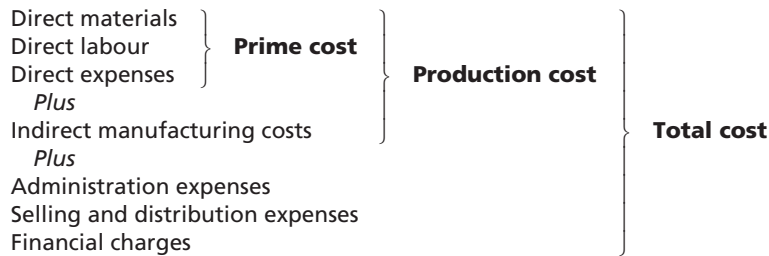 Direct materials
Direct labour
Prime cost
Direct expenses
Production cost
Plus
Indirect manufacturing costs
Total cost
Plus
Administration expenses
Selling and distribution expenses
Financial charges